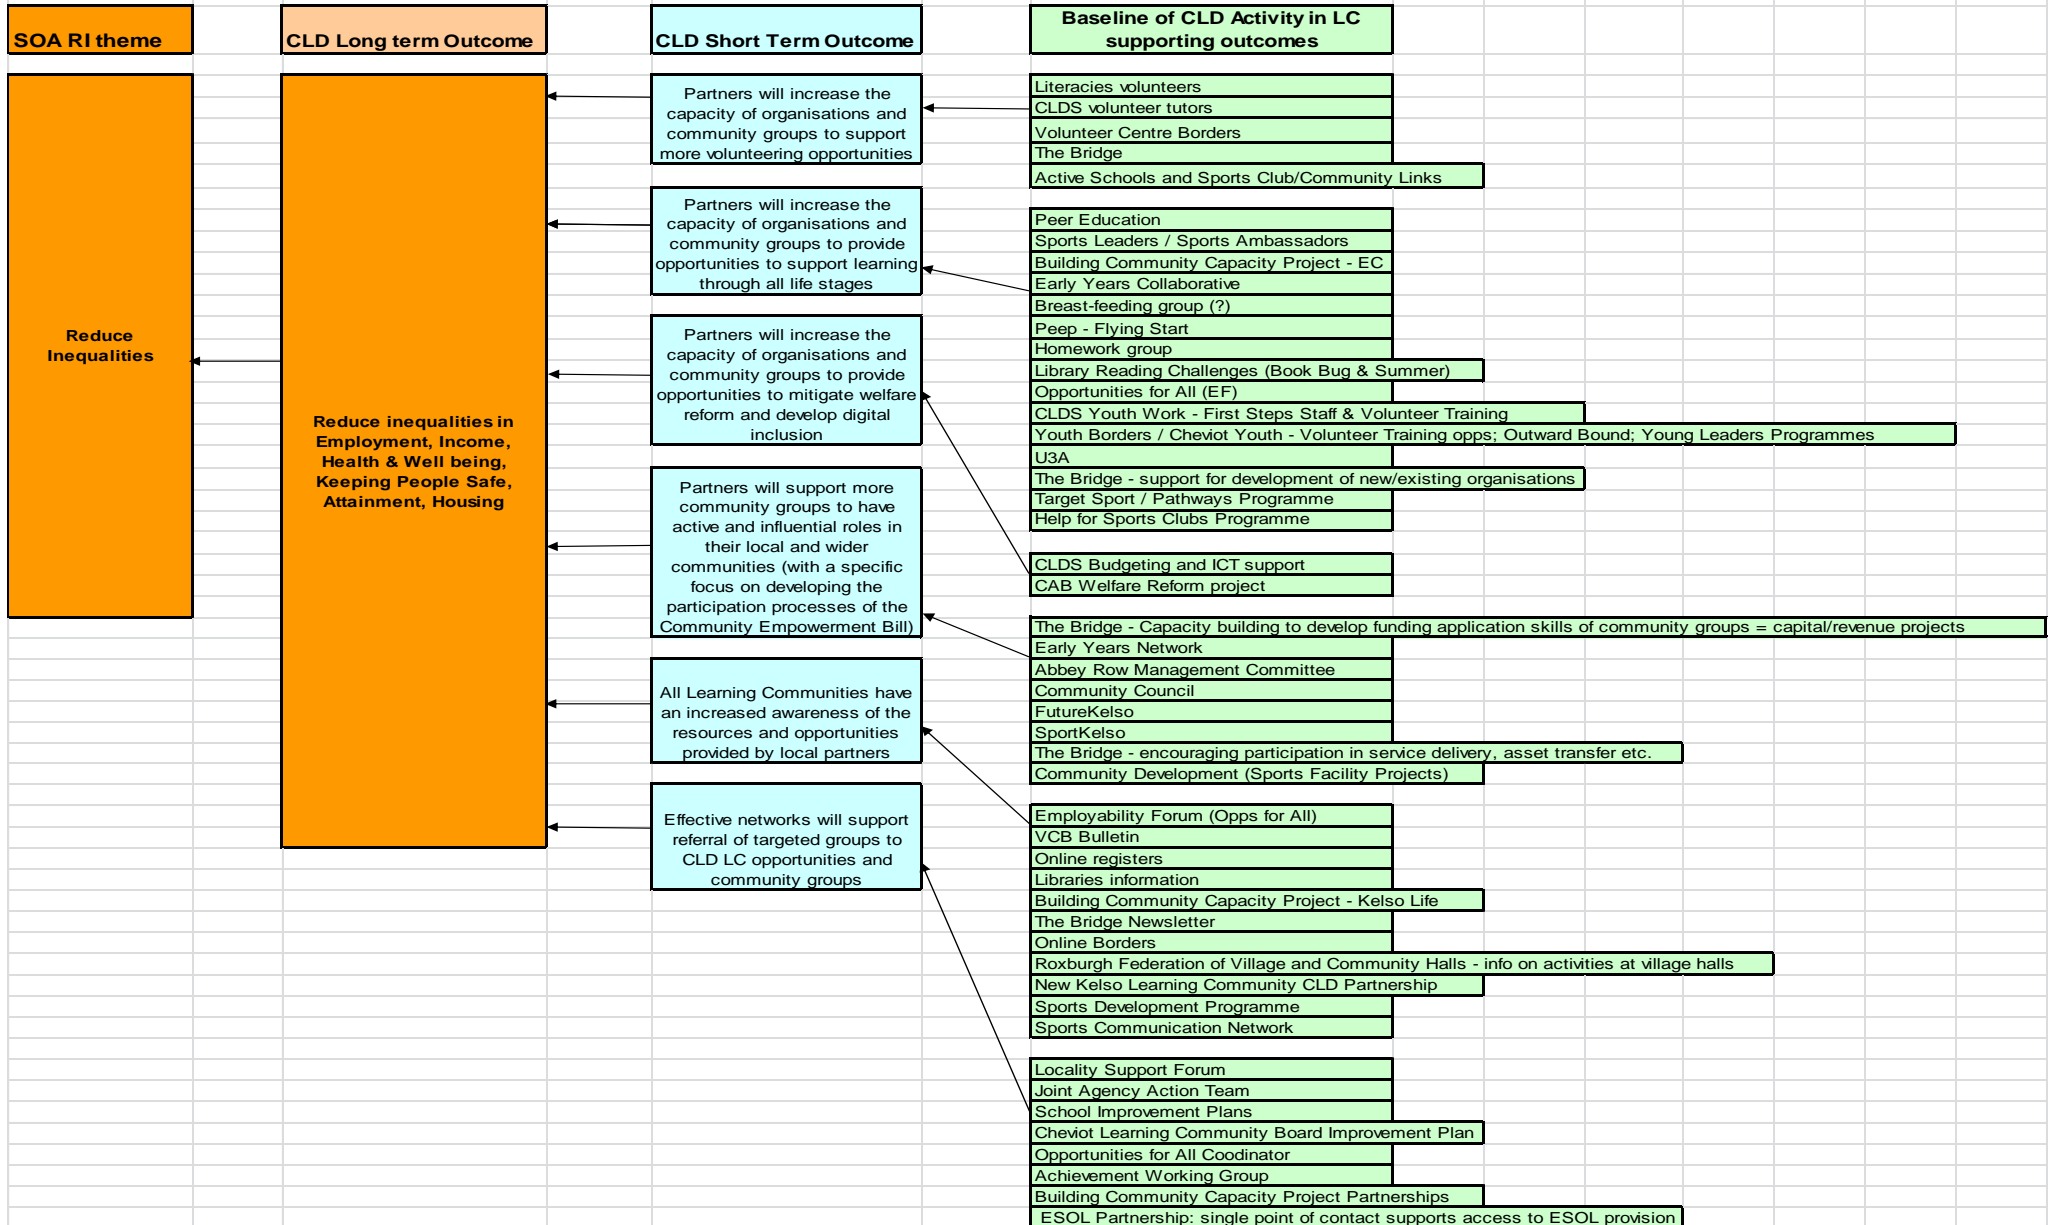 SOA RI theme
CLD Long term Outcome
CLD Short Term Outcome
Baseline of CLD Activity in LC
supporting outcomes
Reduce
Inequalities
Reduce inequalities in
Employment, Income,
Health & Well being,
Keeping People Safe,
Attainment, Housing
Partners will increase the
capacity of organisations and
community groups to support
more volunteering opportunities
Partners will increase the
capacity of organisations and
community groups to provide
opportunities to support learning
through all life stages
Partners will increase the
capacity of organisations and
community groups to provide
opportunities to mitigate welfare
reform and develop digital
inclusion
Partners will support more
community groups to have
active and influential roles in
their local and wider
communities (with a specific
focus on developing the
participation processes of the
Community Empowerment Bill)
All Learning Communities have
an increased awareness of the
resources and opportunities
provided by local partners
Effective networks will support
referral of targeted groups to
CLD LC opportunities and
community groups
Literacies volunteers
CLDS volunteer tutors
Volunteer Centre Borders
The Bridge
Active Schools and Sports Club/Community Links
Peer Education
Sports Leaders / Sports Ambassadors
Building Community Capacity Project - EC
Early Years Collaborative
Breast-feeding group (?)
Peep - Flying Start
Homework group
Library Reading Challenges (Book Bug & Summer)
Opportunities for All (EF)
CLDS Youth Work - First Steps Staff & Volunteer Training
Youth Borders / Cheviot Youth - Volunteer Training opps; Outward Bound; Young Leaders Programmes
U3A
The Bridge - support for development of new/existing organisations
Target Sport / Pathways Programme
Help for Sports Clubs Programme
CLDS Budgeting and ICT support
CAB Welfare Reform project
The Bridge - Capacity building to develop funding application skills of community groups = capital/revenue projects
Early Years Network
Abbey Row Management Committee
Community Council
FutureKelso
SportKelso
The Bridge - encouraging participation in service delivery, asset transfer etc.
Community Development (Sports Facility Projects)
Employability Forum (Opps for All)
VCB Bulletin
Online registers
Libraries information
Building Community Capacity Project - Kelso Life
The Bridge Newsletter
Online Borders
Roxburgh Federation of Village and Community Halls - info on activities at village halls
New Kelso Learning Community CLD Partnership
Sports Development Programme
Sports Communication Network
Locality Support Forum
Joint Agency Action Team
School Improvement Plans
Cheviot Learning Community Board Improvement Plan
Opportunities for All Coodinator
Achievement Working Group
Building Community Capacity Project Partnerships
ESOL Partnership: single point of contact supports access to ESOL provision